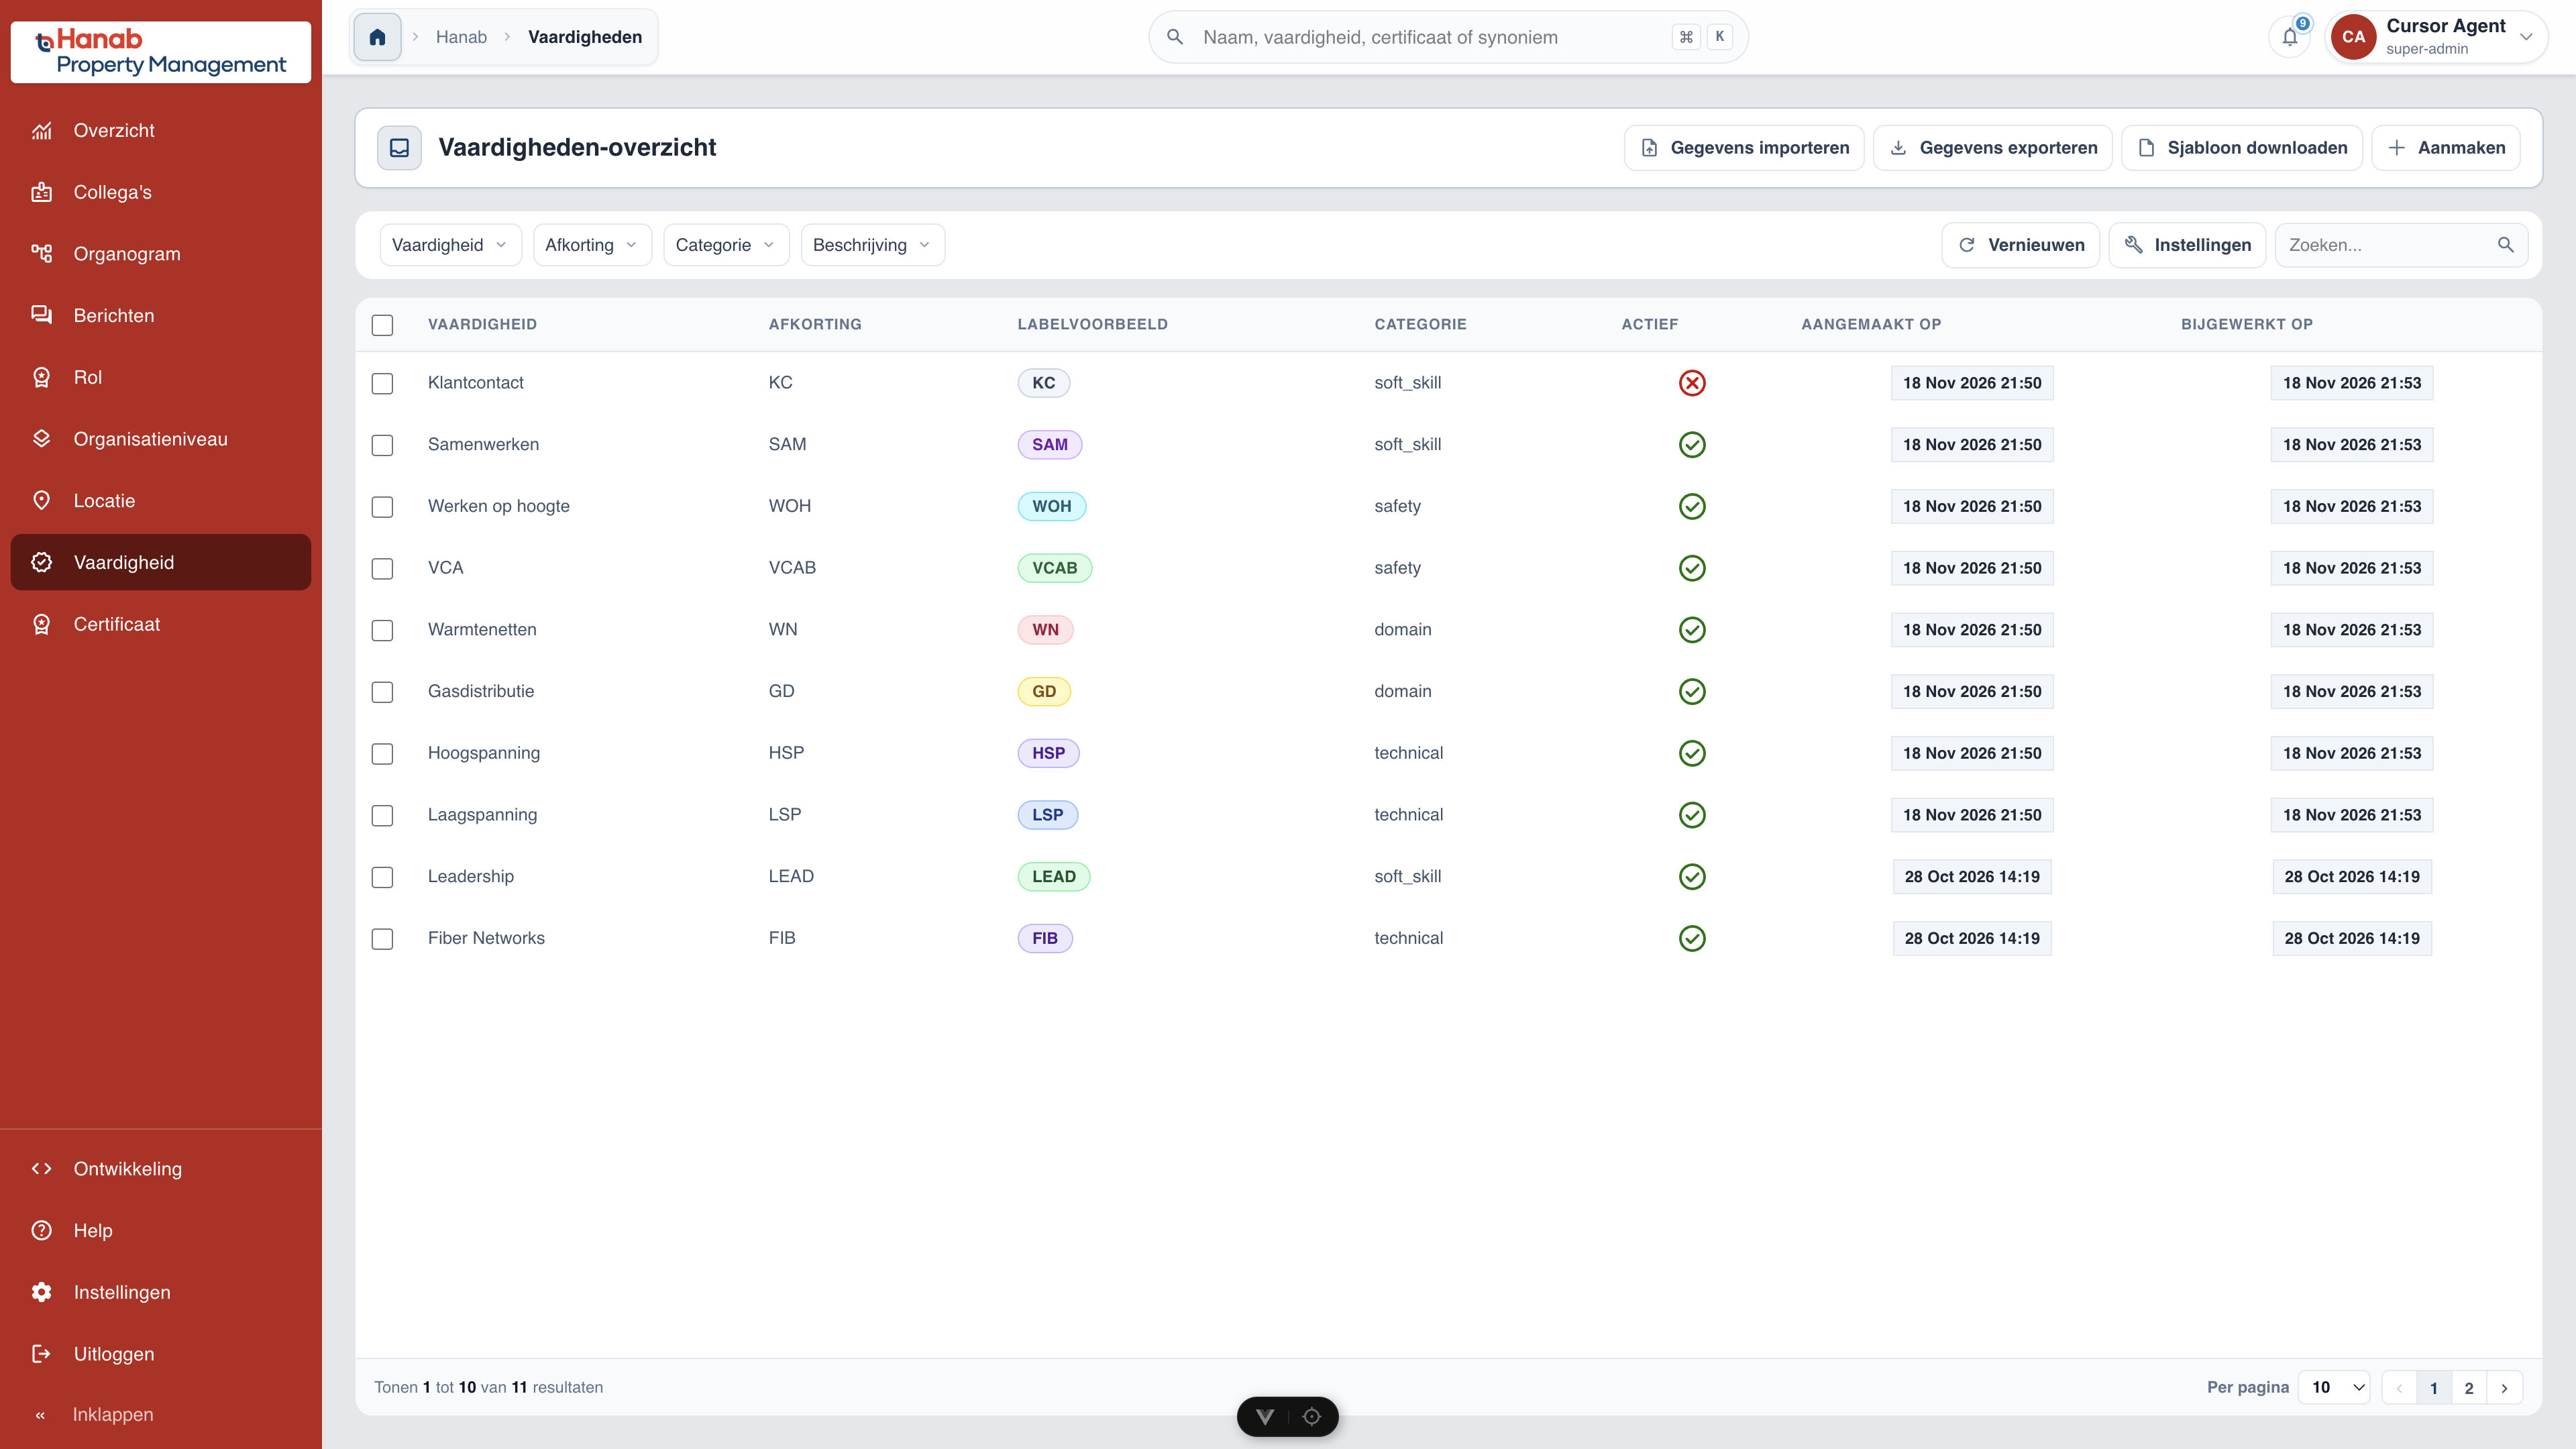 Hanab
Property Management
Overzicht
Collega's
Organogram
Berichten
Rol
Organisatieniveau
Locatie
Vaardigheid
Certificaat
Ontwikkeling
Help
Instellingen
Uitloggen
« Inklappen
Hanab Vaardigheden
Naam, vaardigheid, certificaat of synoniem ⌘ K
9
CA Cursor Agent
super-admin
Vaardigheden-overzicht
Gegevens importeren Gegevens exporteren Sjabloon downloaden Aanmaken
Vaardigheid Afkorting Categorie Beschrijving
Vernieuwen Instellingen Zoeken...
VAARDIGHEID AFKORTING LABELVOORBEELD CATEGORIE ACTIEF AANGEMAAKT OP BIJGEWERKT OP
Klantcontact KC KC soft_skill 18 Nov 2026 21:50 18 Nov 2026 21:53
Samenwerken SAM SAM soft_skill 18 Nov 2026 21:50 18 Nov 2026 21:53
Werken op hoogte WOH WOH safety 18 Nov 2026 21:50 18 Nov 2026 21:53
VCA VCAB VCAB safety 18 Nov 2026 21:50 18 Nov 2026 21:53
Warmtenetten WN WN domain 18 Nov 2026 21:50 18 Nov 2026 21:53
Gasdistributie GD GD domain 18 Nov 2026 21:50 18 Nov 2026 21:53
Hoogspanning HSP HSP technical 18 Nov 2026 21:50 18 Nov 2026 21:53
Laagspanning LSP LSP technical 18 Nov 2026 21:50 18 Nov 2026 21:53
Leadership LEAD LEAD soft_skill 28 Oct 2026 14:19 28 Oct 2026 14:19
Fiber Networks FIB FIB technical 28 Oct 2026 14:19 28 Oct 2026 14:19
Tonen 1 tot 10 van 11 resultaten
Per pagina 10 1 2